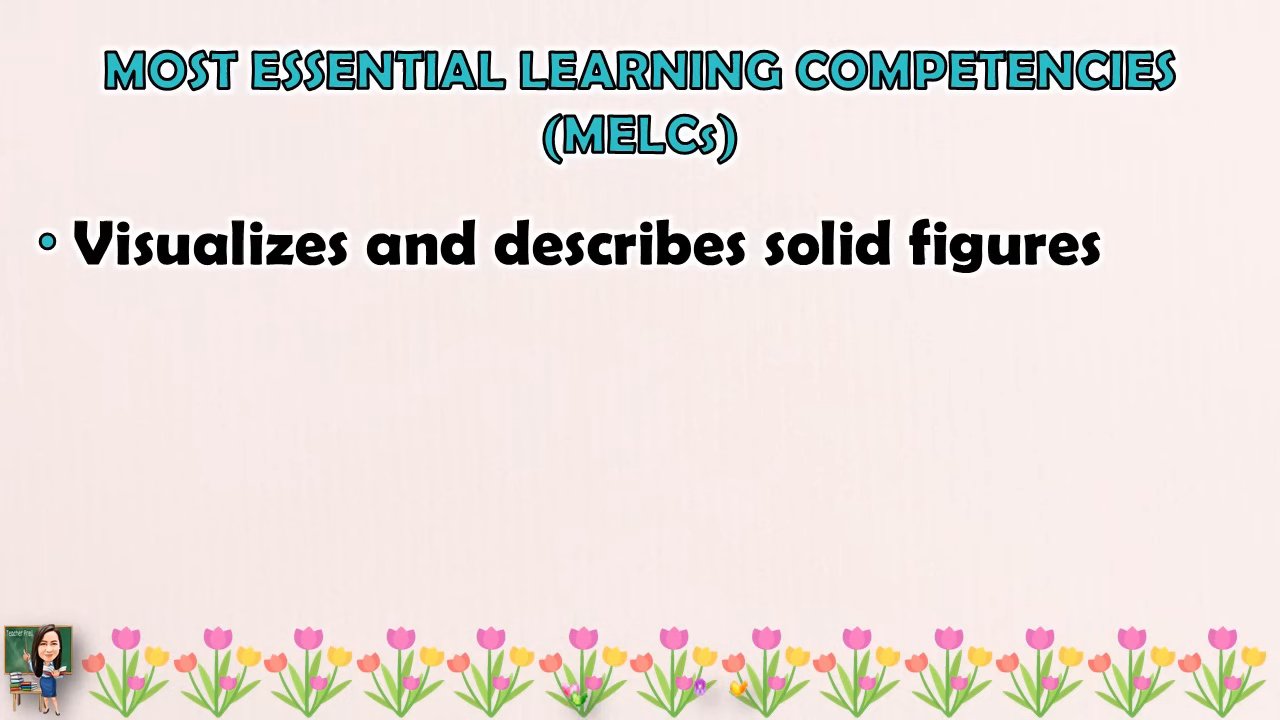 MOST ESSENTIAL LEARNING COMPETENCIES
(MELCs)
• Visualizes and describes solid figures